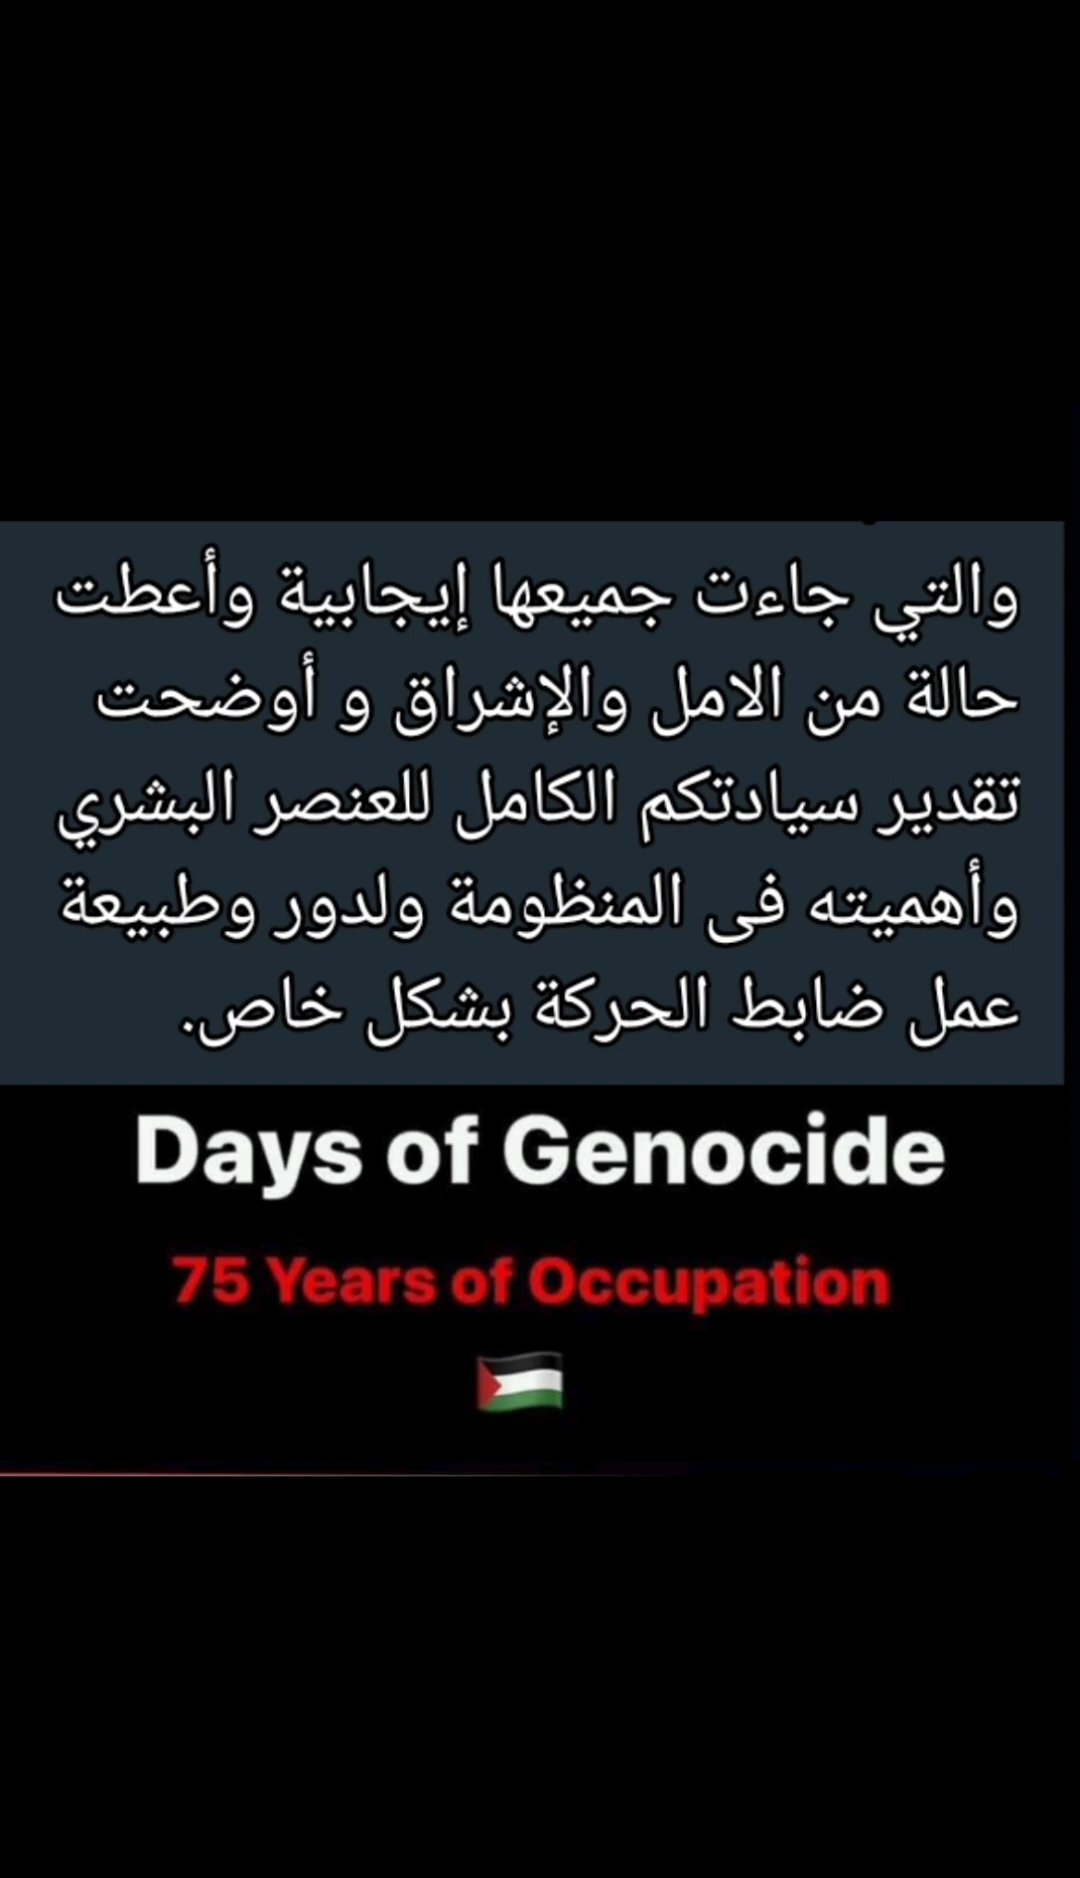 والتي جاءت جميعها إيجابية وأعطت
حالة من الامل والإشراق و أوضحت
تقدير سيادتكم الكامل للعنصر البشري
وأهميته فى المنظومة ولدور وطبيعة
عمل ضابط الحركة بشكل خاص.
Days of Genocide
75 Years of Occupation